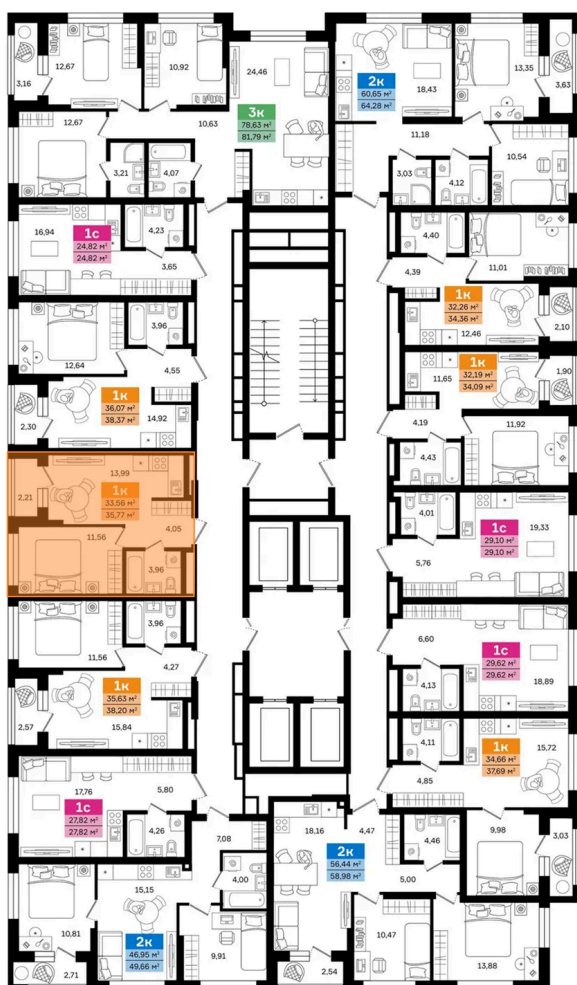 12,67
10,92
24,46
18,43
13,35
3,16
3,63
2к
60,65 м²
64,28 м²
3к
78,63 м²
81,79 м²
12,67
10,63
11,18
10,54
3,21
4,07
3,03
4,12
16,94
1с
24,82 м²
24,82 м²
4,23
3,65
4,40
4,39
11,01
3,96
12,64
4,55
1к
32,26 м²
34,36 м²
12,46
2,10
11,65
1к
32,19 м²
34,09 м²
1,90
1к
36,07 м²
38,37 м²
14,92
2,30
4,19
11,92
4,43
13,99
2,21
1к
33,56 м²
35,77 м²
4,05
11,56
3,96
4,01
19,33
1с
29,10 м²
29,10 м²
5,76
3,96
11,56
4,27
6,60
1с
29,62 м²
29,62 м²
4,13
18,89
1к
35,63 м²
38,20 м²
2,57
15,84
4,11
15,72
1к
34,66 м²
37,69 м²
4,85
17,76
5,80
1с
27,82 м²
27,82 м²
4,26
7,08
18,16
4,47
2к
56,44 м²
58,98 м²
4,46
9,98
3,03
5,00
4,00
15,15
10,81
2к
46,95 м²
49,66 м²
9,91
2,71
2,54
10,47
13,88